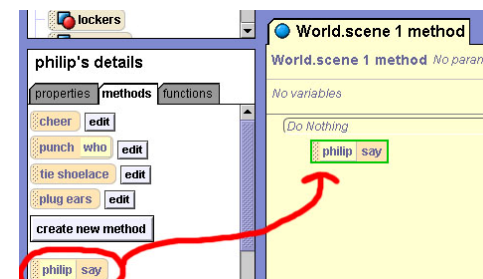 lockers
philip's details
properties methods functions
cheer edit
punch who edit
tie shoelace edit
plug ears edit
create new method
philip say
World.scene 1 method
World.scene 1 method No param
No variables
(Do Nothing
philip say